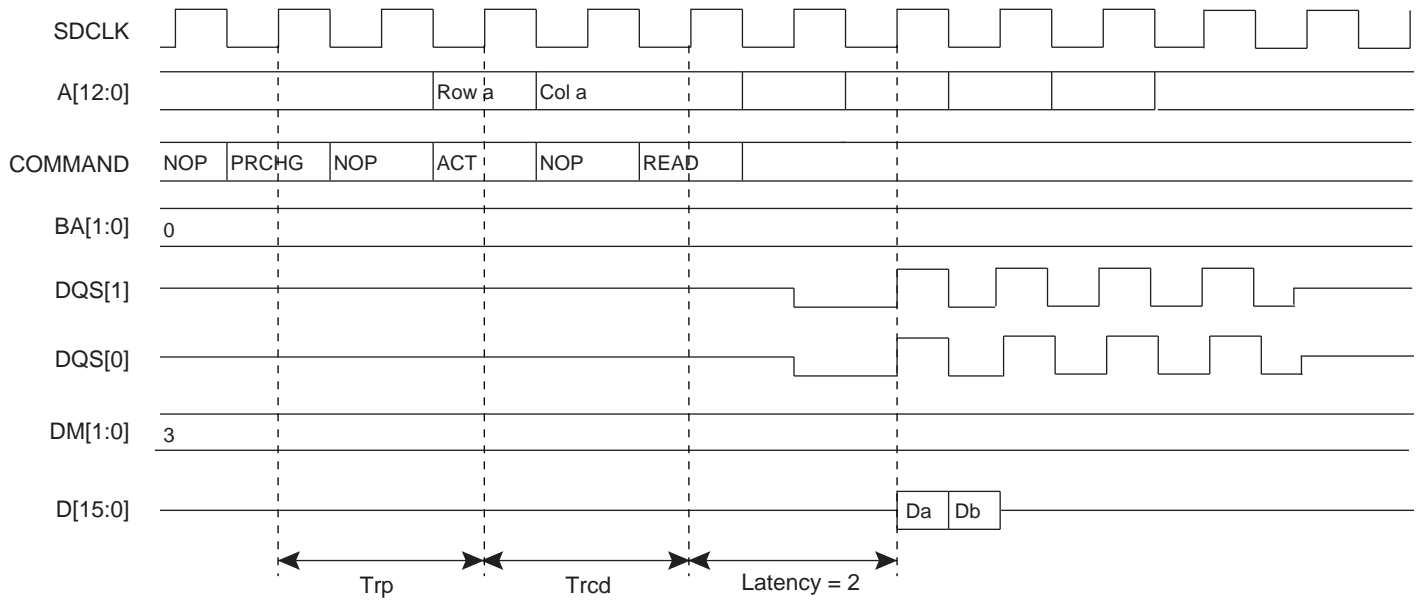 SDCLK
A[12:0] Row a Col a
COMMAND NOP PRCHG NOP ACT NOP READ
BA[1:0] 0
DQS[1]
DQS[0]
DM[1:0] 3
D[15:0] Da Db
Trp Trcd Latency = 2